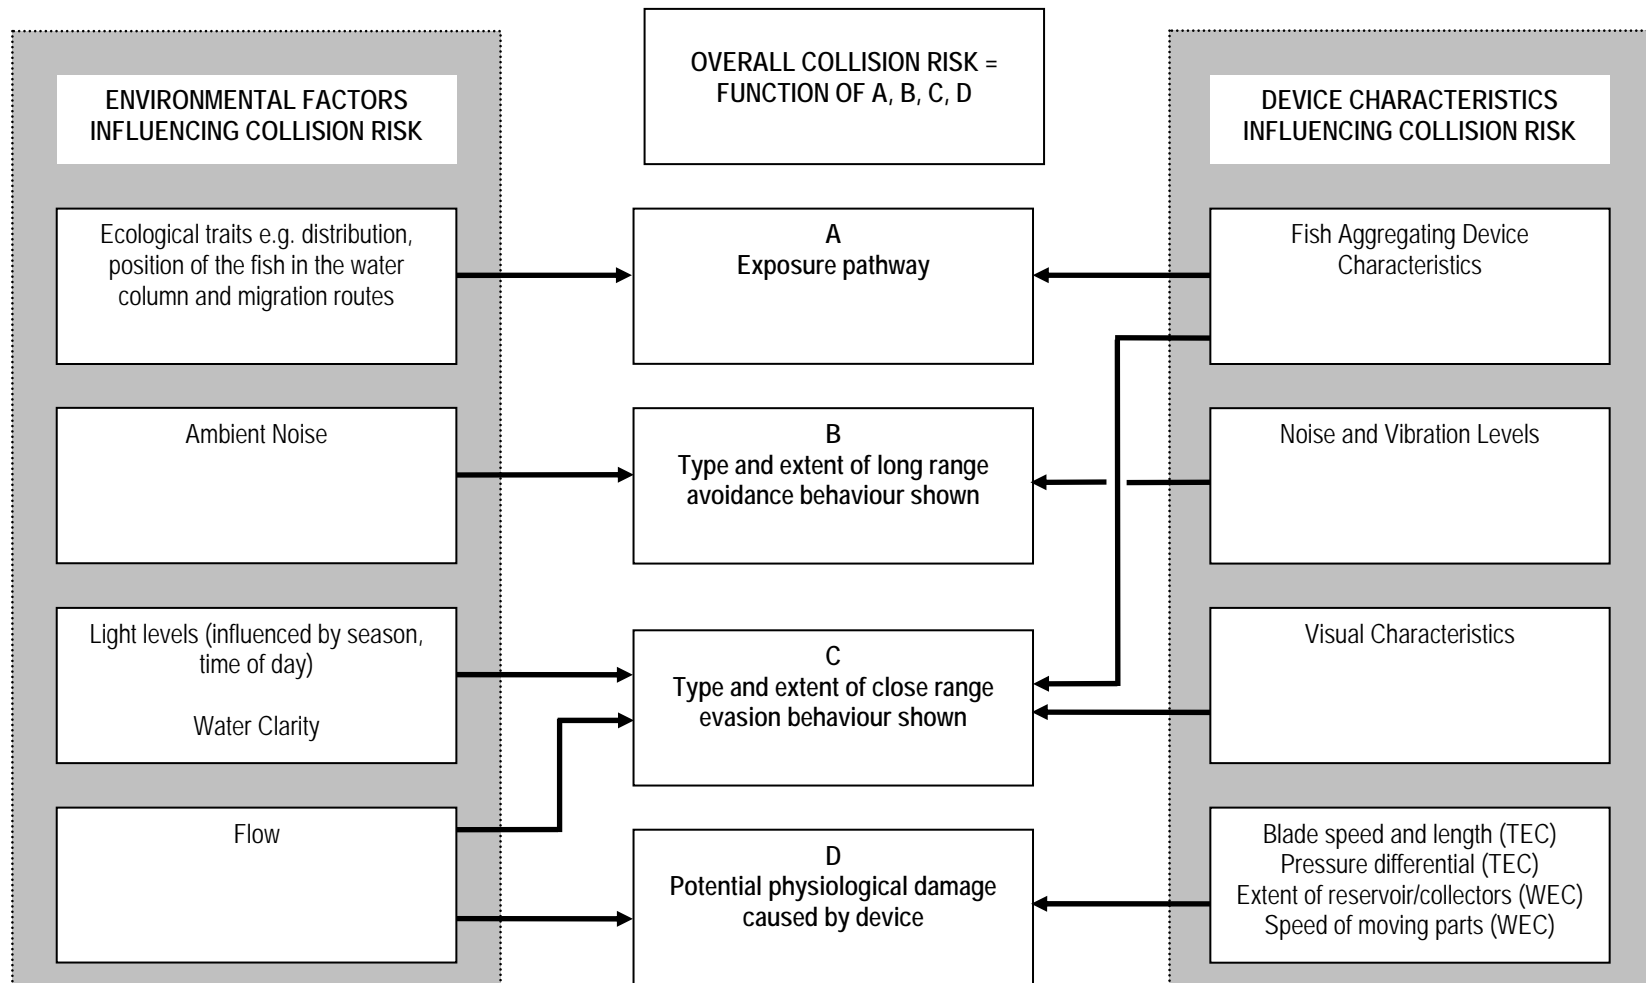 OVERALL COLLISION RISK =
FUNCTION OF A, B, C, D
ENVIRONMENTAL FACTORS
INFLUENCING COLLISION RISK
DEVICE CHARACTERISTICS
INFLUENCING COLLISION RISK
Ecological traits e.g. distribution,
position of the fish in the water
column and migration routes
A
Exposure pathway
Fish Aggregating Device
Characteristics
Ambient Noise
B
Type and extent of long range
avoidance behaviour shown
Noise and Vibration Levels
Light levels (influenced by season,
time of day)
Water Clarity
C
Type and extent of close range
evasion behaviour shown
Visual Characteristics
Flow
D
Potential physiological damage
caused by device
Blade speed and length (TEC)
Pressure differential (TEC)
Extent of reservoir/collectors (WEC)
Speed of moving parts (WEC)